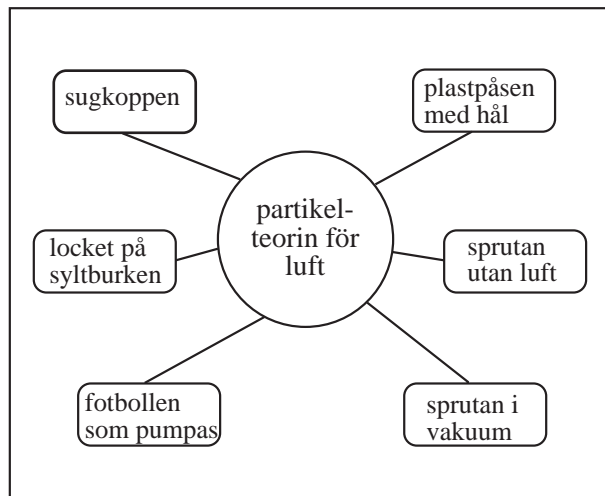 sugkoppen
plastpåsen
med hål
partikel-
teorin för
luft
locket på
syltburken
sprutan
utan luft
fotbollen
som pumpas
sprutan i
vakuum